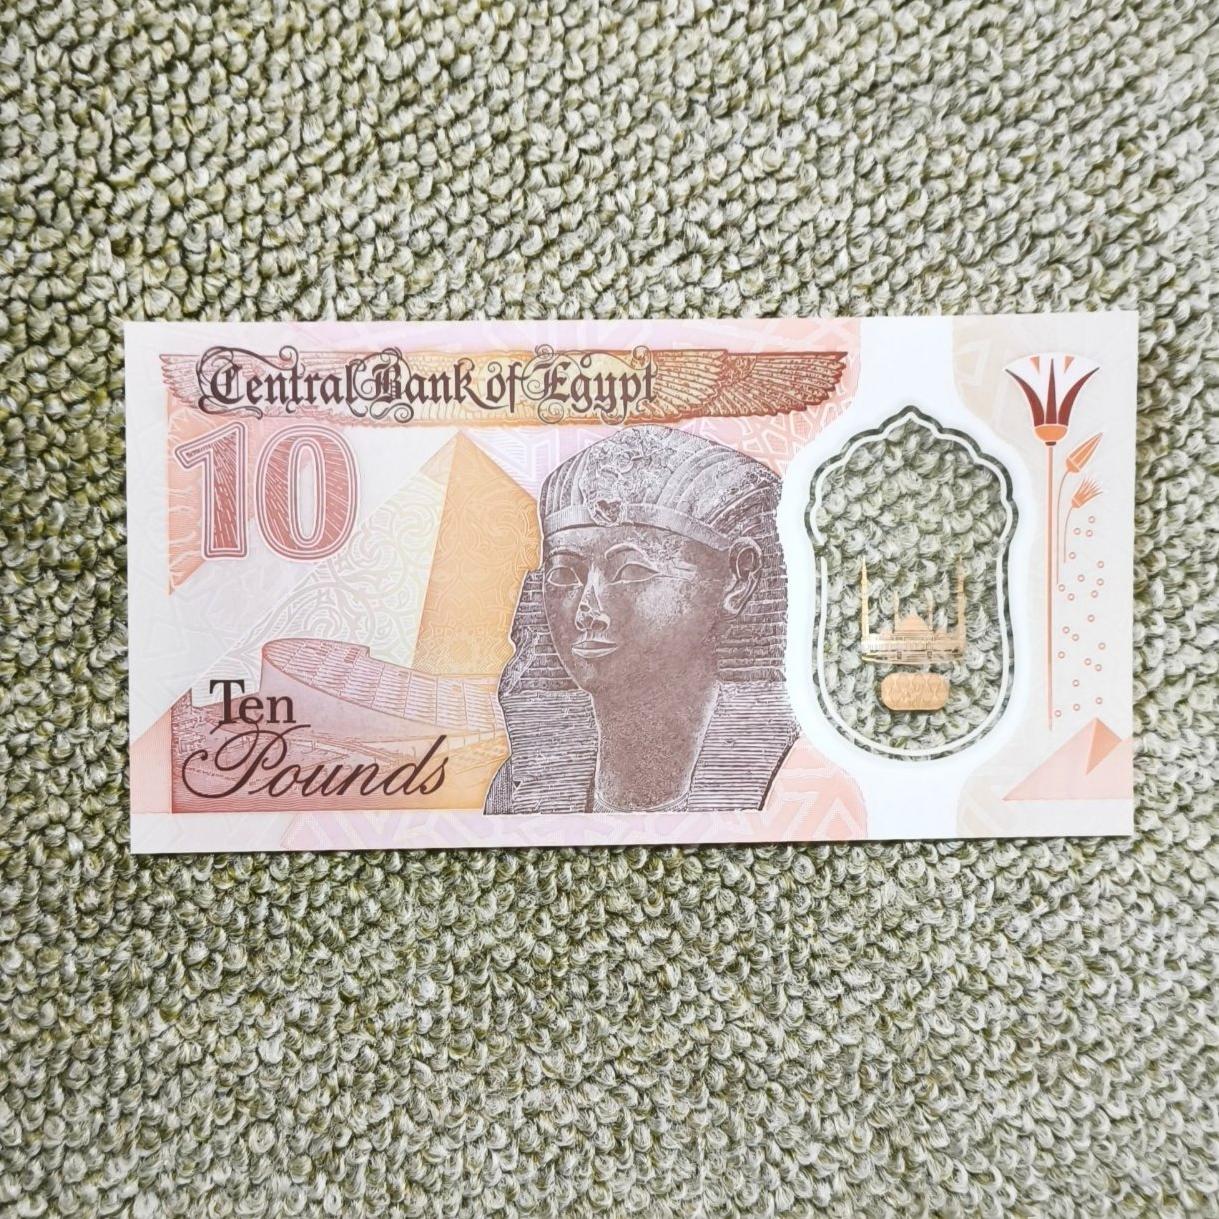 Central Bank of Egypt
10
Ten
Pounds